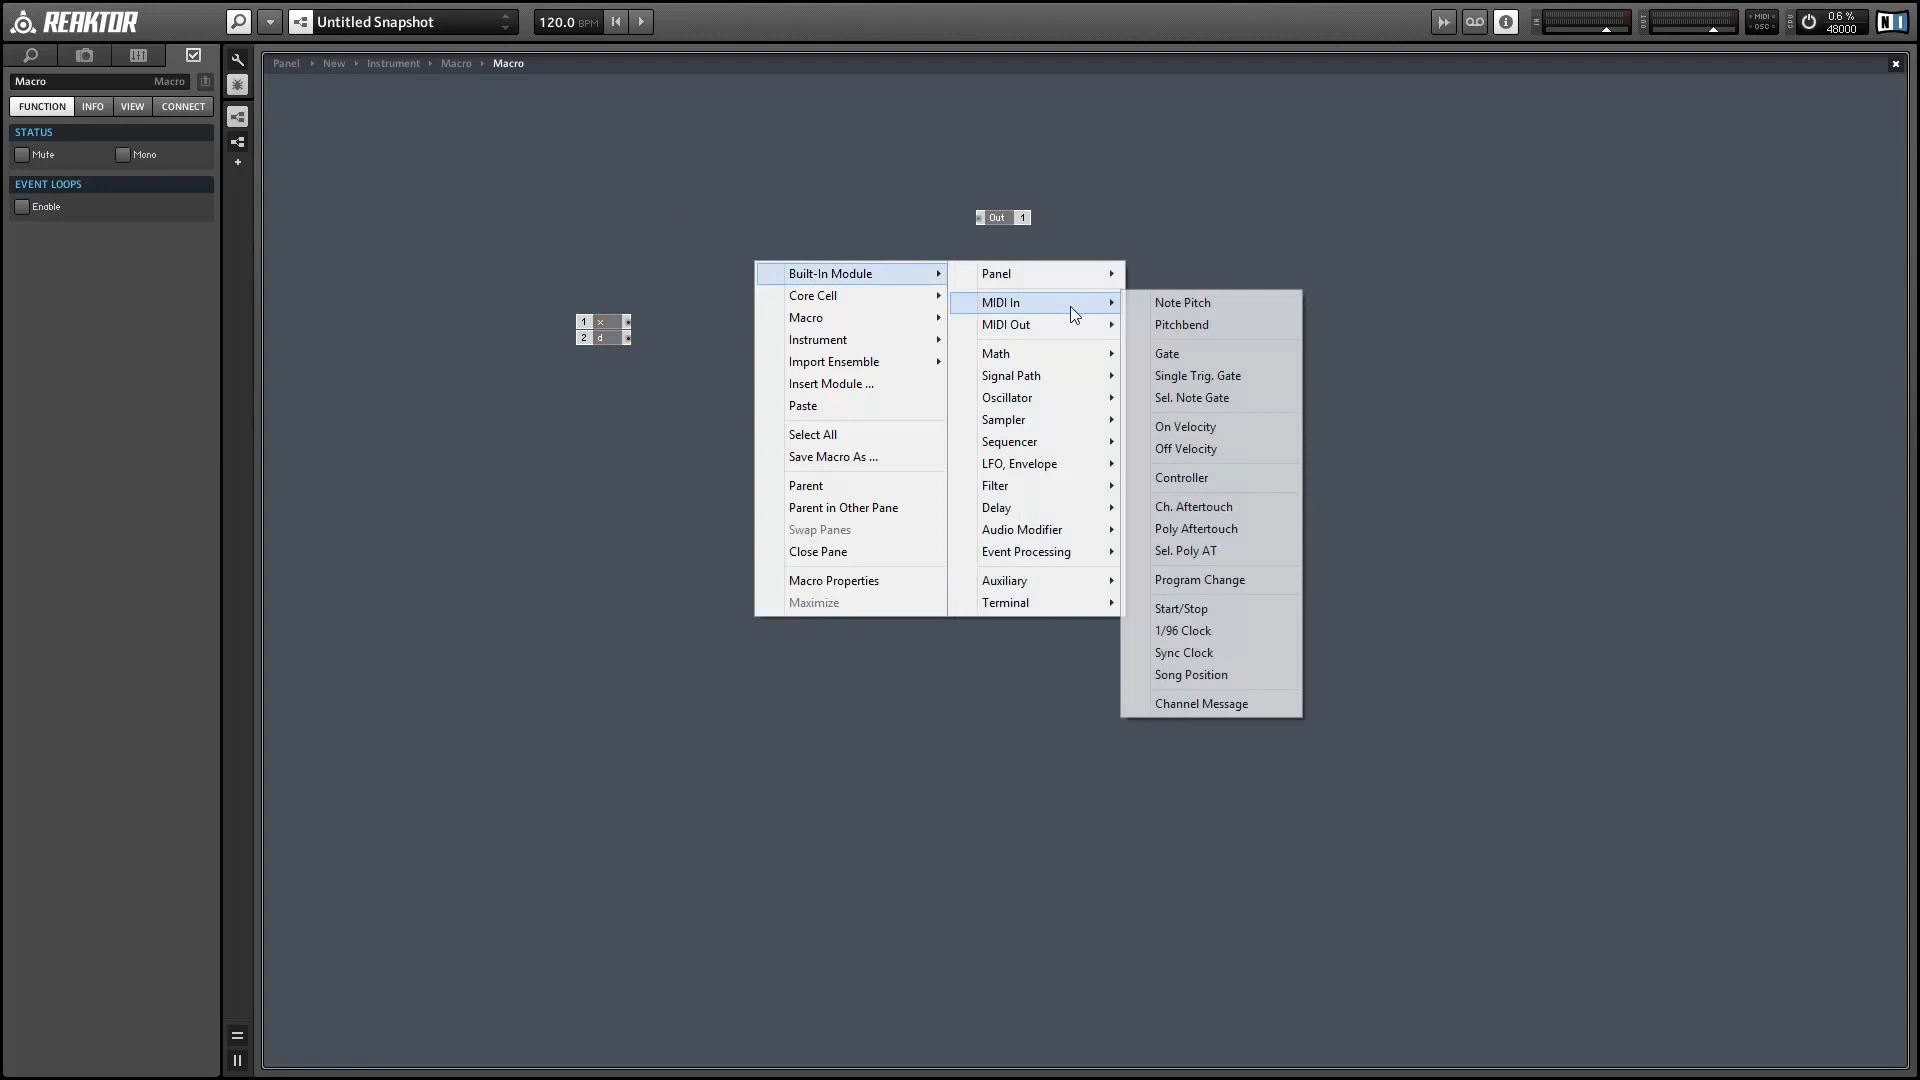 REAKTOR
Untitled Snapshot
120.0 BPM
MIDI
OSC
0.6 %
48000
Panel
New
Instrument
Macro
Macro
Macro
Macro
FUNCTION
INFO
VIEW
CONNECT
STATUS
Mute
Mono
EVENT LOOPS
Enable
Out 1
1 x
2 d
Built-In Module
Core Cell
Macro
Instrument
Import Ensemble
Insert Module ...
Paste
Select All
Save Macro As ...
Parent
Parent in Other Pane
Swap Panes
Close Pane
Macro Properties
Maximize
Panel
MIDI In
MIDI Out
Math
Signal Path
Oscillator
Sampler
Sequencer
LFO, Envelope
Filter
Delay
Audio Modifier
Event Processing
Auxiliary
Terminal
Note Pitch
Pitchbend
Gate
Single Trig. Gate
Sel. Note Gate
On Velocity
Off Velocity
Controller
Ch. Aftertouch
Poly Aftertouch
Sel. Poly AT
Program Change
Start/Stop
1/96 Clock
Sync Clock
Song Position
Channel Message